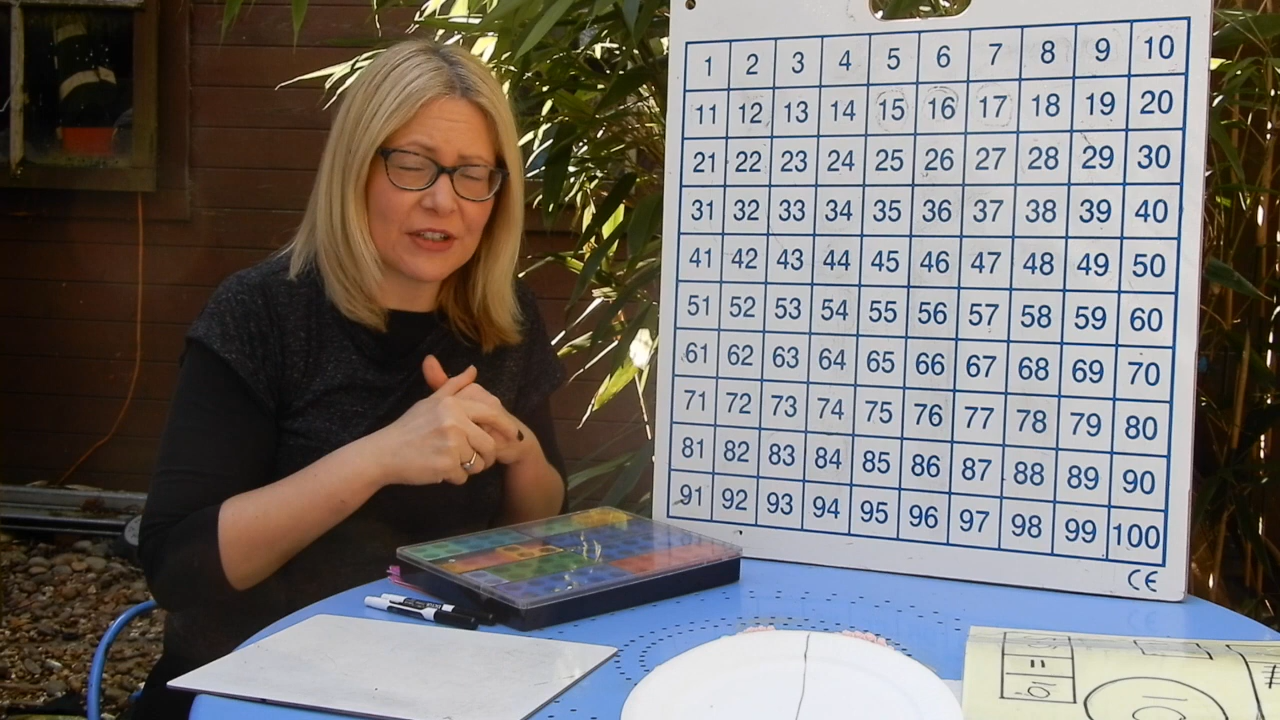 1 2 3 4 5 6 7 8 9 10
11 12 13 14 15 16 17 18 19 20
21 22 23 24 25 26 27 28 29 30
31 32 33 34 35 36 37 38 39 40
41 42 43 44 45 46 47 48 49 50
51 52 53 54 55 56 57 58 59 60
61 62 63 64 65 66 67 68 69 70
71 72 73 74 75 76 77 78 79 80
81 82 83 84 85 86 87 88 89 90
91 92 93 94 95 96 97 98 99 100
CE